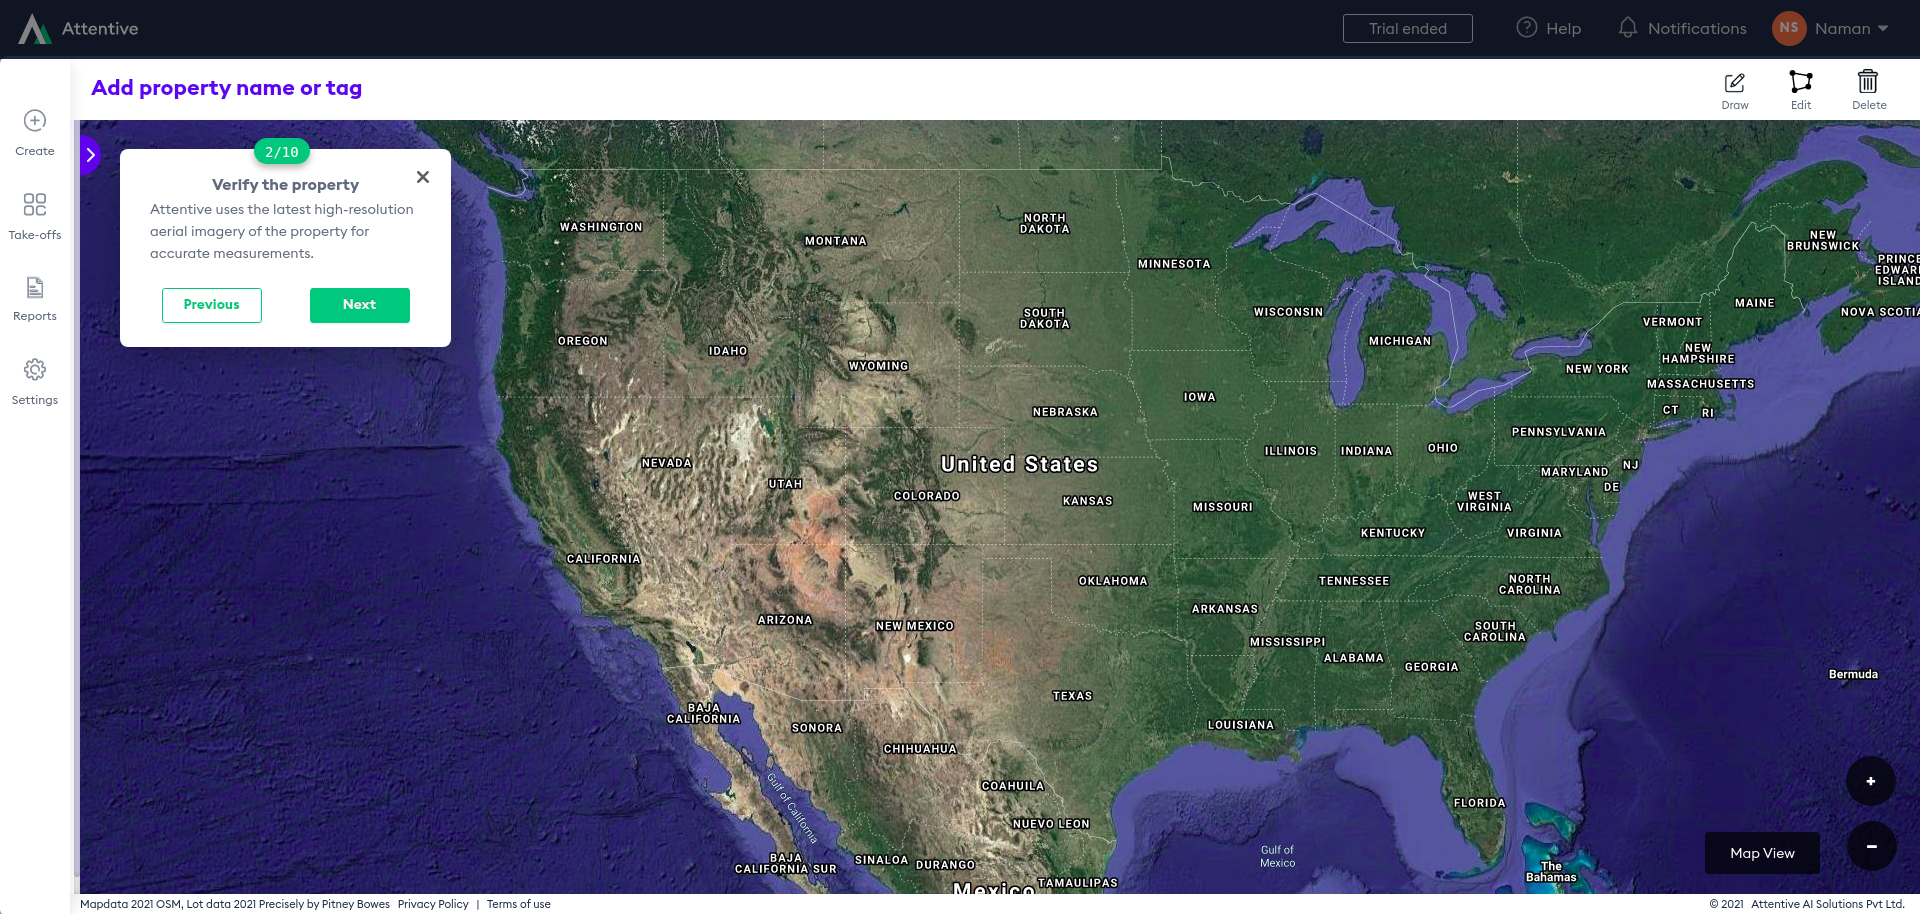 Attentive
Trial ended
Help
Notifications
NS
Naman
Add property name or tag
Draw
Edit
Delete
Create
Take-offs
Reports
Settings
2/10
Verify the property
Attentive uses the latest high-resolution
aerial imagery of the property for
accurate measurements.
Previous
Next
WASHINGTON
MONTANA
NORTH
DAKOTA
MINNESOTA
NEW
BRUNSWICK
PRINCE
EDWARD
ISLAND
MAINE
NOVA SCOTIA
OREGON
IDAHO
WYOMING
SOUTH
DAKOTA
WISCONSIN
MICHIGAN
VERMONT
NEW
HAMPSHIRE
NEW YORK
MASSACHUSETTS
CT
RI
NEBRASKA
IOWA
PENNSYLVANIA
NEVADA
UTAH
United States
COLORADO
KANSAS
ILLINOIS
INDIANA
OHIO
MARYLAND
NJ
DE
MISSOURI
WEST
VIRGINIA
KENTUCKY
VIRGINIA
CALIFORNIA
OKLAHOMA
TENNESSEE
NORTH
CAROLINA
ARIZONA
NEW MEXICO
ARKANSAS
MISSISSIPPI
ALABAMA
SOUTH
CAROLINA
GEORGIA
Bermuda
TEXAS
LOUISIANA
BAJA
CALIFORNIA
SONORA
CHIHUAHUA
COAHUILA
Gulf of California
NUEVO LEON
FLORIDA
BAJA
CALIFORNIA SUR
SINALOA
DURANGO
Mexico
TAMAULIPAS
Gulf of
Mexico
The
Bahamas
+
−
Map View
Mapdata 2021 OSM, Lot data 2021 Precisely by Pitney Bowes Privacy Policy | Terms of use
© 2021 Attentive AI Solutions Pvt Ltd.